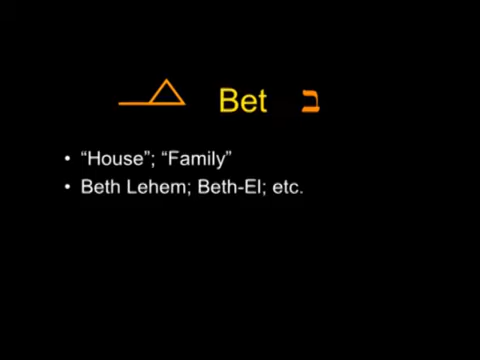 Bet ב
• “House”; “Family”
• Beth Lehem; Beth-El; etc.